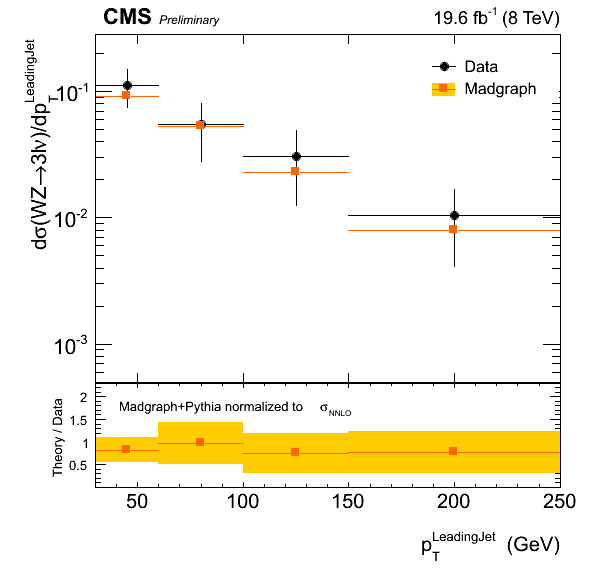 CMS Preliminary 19.6 fb⁻¹ (8 TeV)
dσ(WZ→3lν)/dp_T^LeadingJet
10⁻¹
10⁻²
10⁻³
Data
Madgraph
Theory / Data
2
1.5
1
0.5
Madgraph+Pythia normalized to σ_NNLO
50 100 150 200 250
p_T^LeadingJet (GeV)